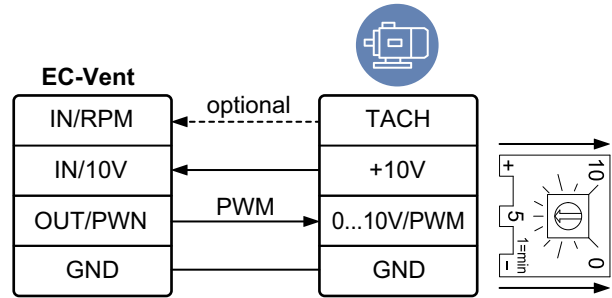 EC-Vent
IN/RPM
optional
TACH
IN/10V
+10V
OUT/PWN
PWM
0...10V/PWM
GND
GND
+
5
-
1=min
10
0